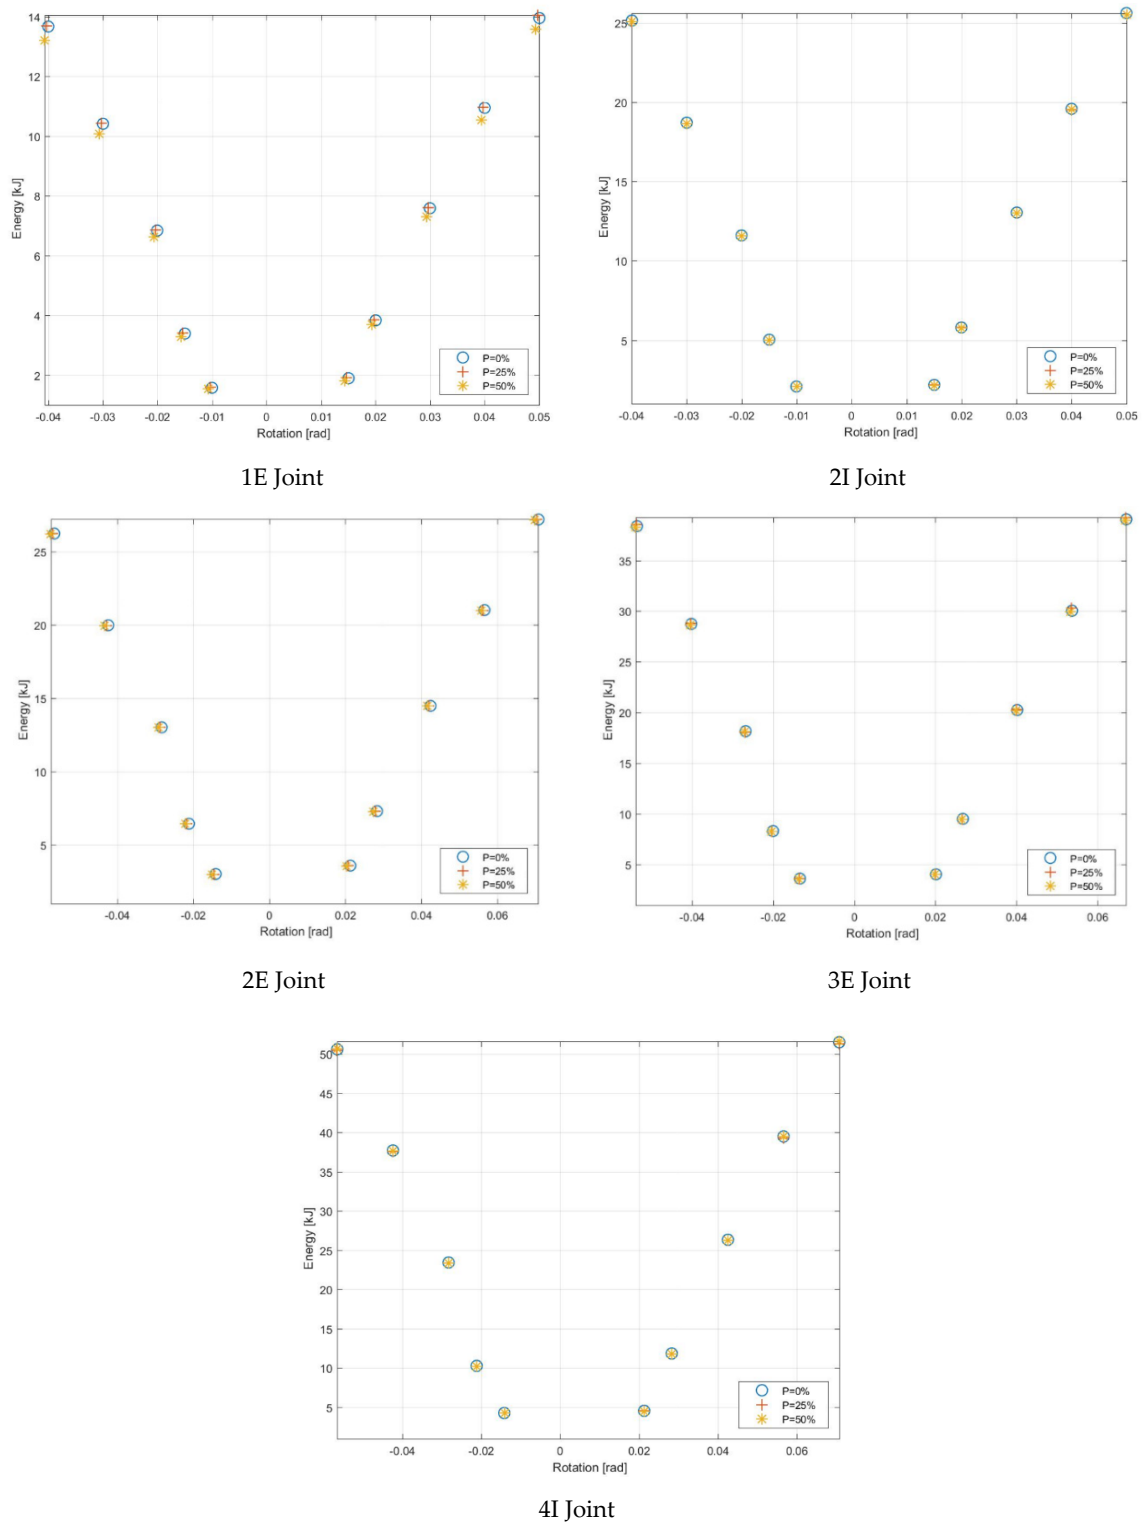 14
12
10
8
6
4
2
Energy [kJ]
P=0%
P=25%
P=50%
-0.04 -0.03 -0.02 -0.01 0 0.01 0.02 0.03 0.04 0.05
Rotation [rad]
1E Joint
25
20
15
10
5
Energy [kJ]
P=0%
P=25%
P=50%
-0.04 -0.03 -0.02 -0.01 0 0.01 0.02 0.03 0.04 0.05
Rotation [rad]
2I Joint
25
20
15
10
5
Energy [kJ]
P=0%
P=25%
P=50%
-0.04 -0.02 0 0.02 0.04 0.06
Rotation [rad]
2E Joint
35
30
25
20
15
10
5
Energy [kJ]
P=0%
P=25%
P=50%
-0.04 -0.02 0 0.02 0.04 0.06
Rotation [rad]
3E Joint
50
45
40
35
30
25
20
15
10
5
Energy [kJ]
P=0%
P=25%
P=50%
-0.04 -0.02 0 0.02 0.04 0.06
Rotation [rad]
4I Joint